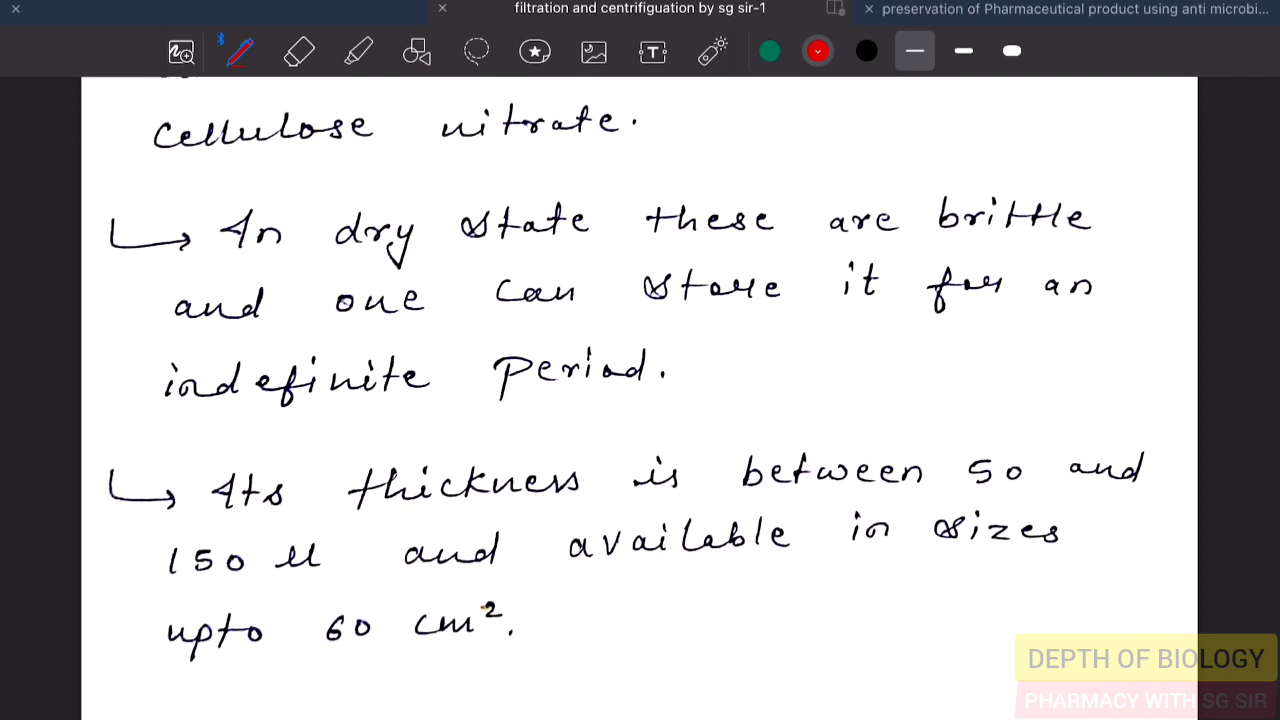 filtration and centrifiguation by sg sir-1
preservation of Pharmaceutical product using anti microbi...
cellulose nitrate.
In dry state these are brittle
and one can store it for an
indefinite period.
Its thickness is between 50 and
150 μ and available in sizes
upto 60 cm².
DEPTH OF BIOLOGY
PHARMACY WITH SG SIR